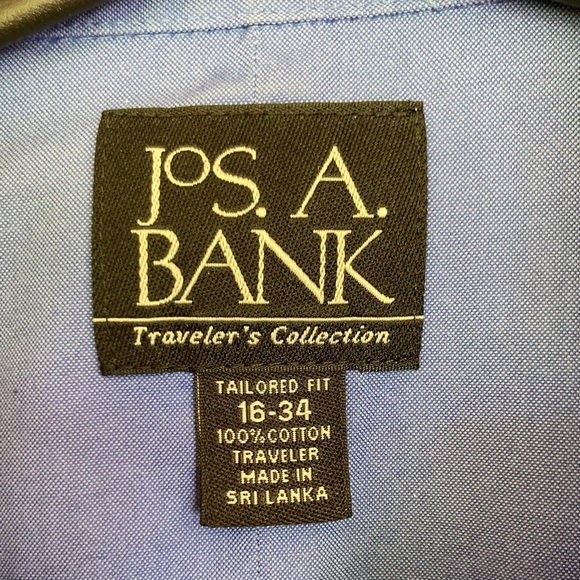 JOS. A.
BANK
Traveler's Collection
TAILORED FIT
16-34
100% COTTON
TRAVELER
MADE IN
SRI LANKA